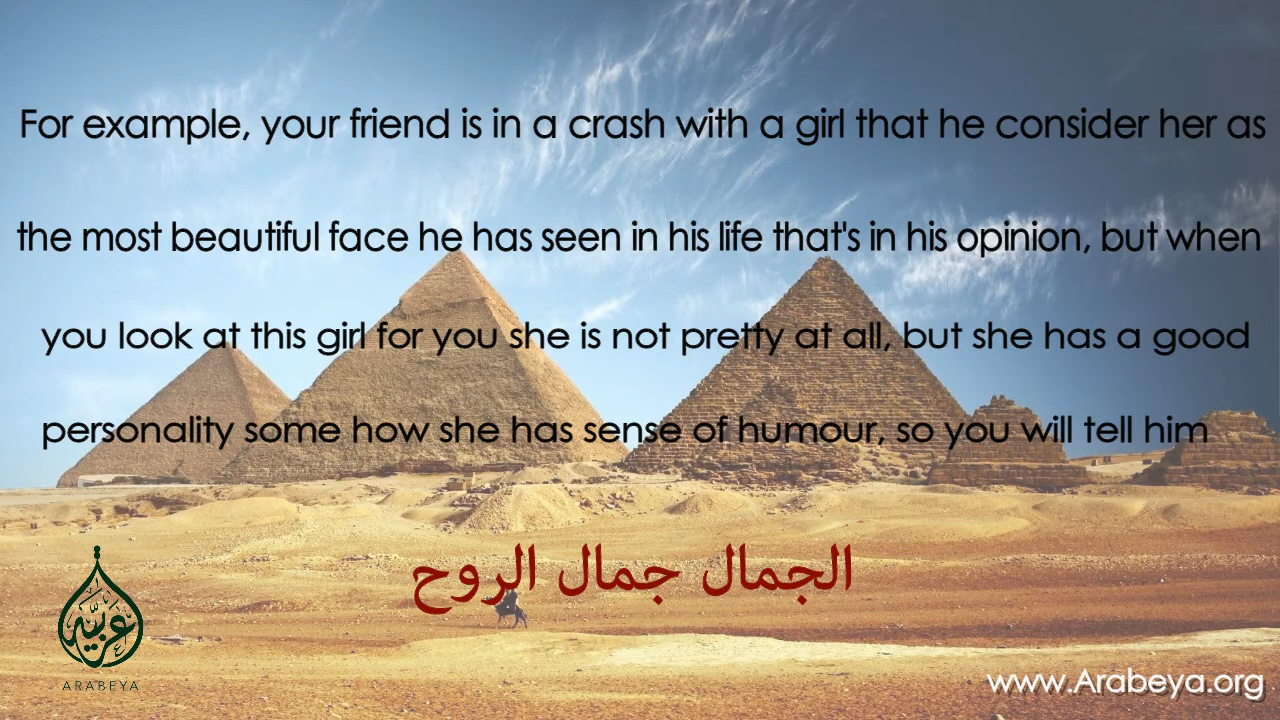 For example, your friend is in a crash with a girl that he consider her as
the most beautiful face he has seen in his life that's in his opinion, but when
you look at this girl for you she is not pretty at all, but she has a good
personality some how she has sense of humour, so you will tell him
الجمال جمال الروح
عربيّة
ARABEYA
www.Arabeya.org